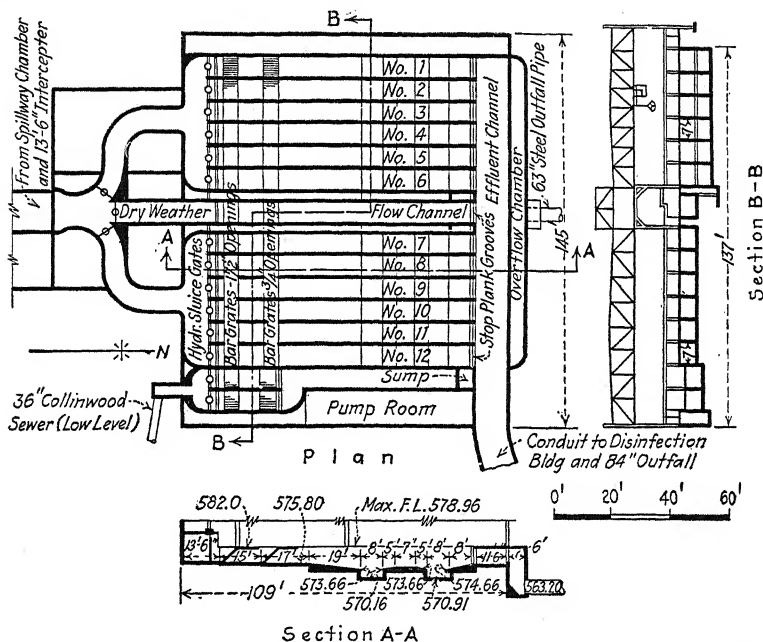 B
From Spillway Chamber
and 13'-6" Intercepter
No. 1
No. 2
No. 3
No. 4
No. 5
No. 6
Dry Weather Flow Channel
No. 7
No. 8
No. 9
No. 10
No. 11
No. 12
A
A
Hydr. Sluice Gates
Bar Grates - 1½" Openings
Bar Grates - ¾" Openings
Stop Plank Grooves
Effluent Channel
Overflow Chamber
63" Steel Outfall Pipe
145'
N
Sump
Pump Room
36" Collinwood
Sewer (Low Level)
B
Plan
Conduit to Disinfection
Bldg and 84" Outfall
137'
Section B-B
0' 20' 40' 60'
582.0 575.80 Max. F.L. 578.96
13'6" 15' 17' 19' 8' 5' 7' 5' 8' 8' 11.6 6'
573.66 573.66 574.66 563.20
109' 570.16 570.91
Section A-A